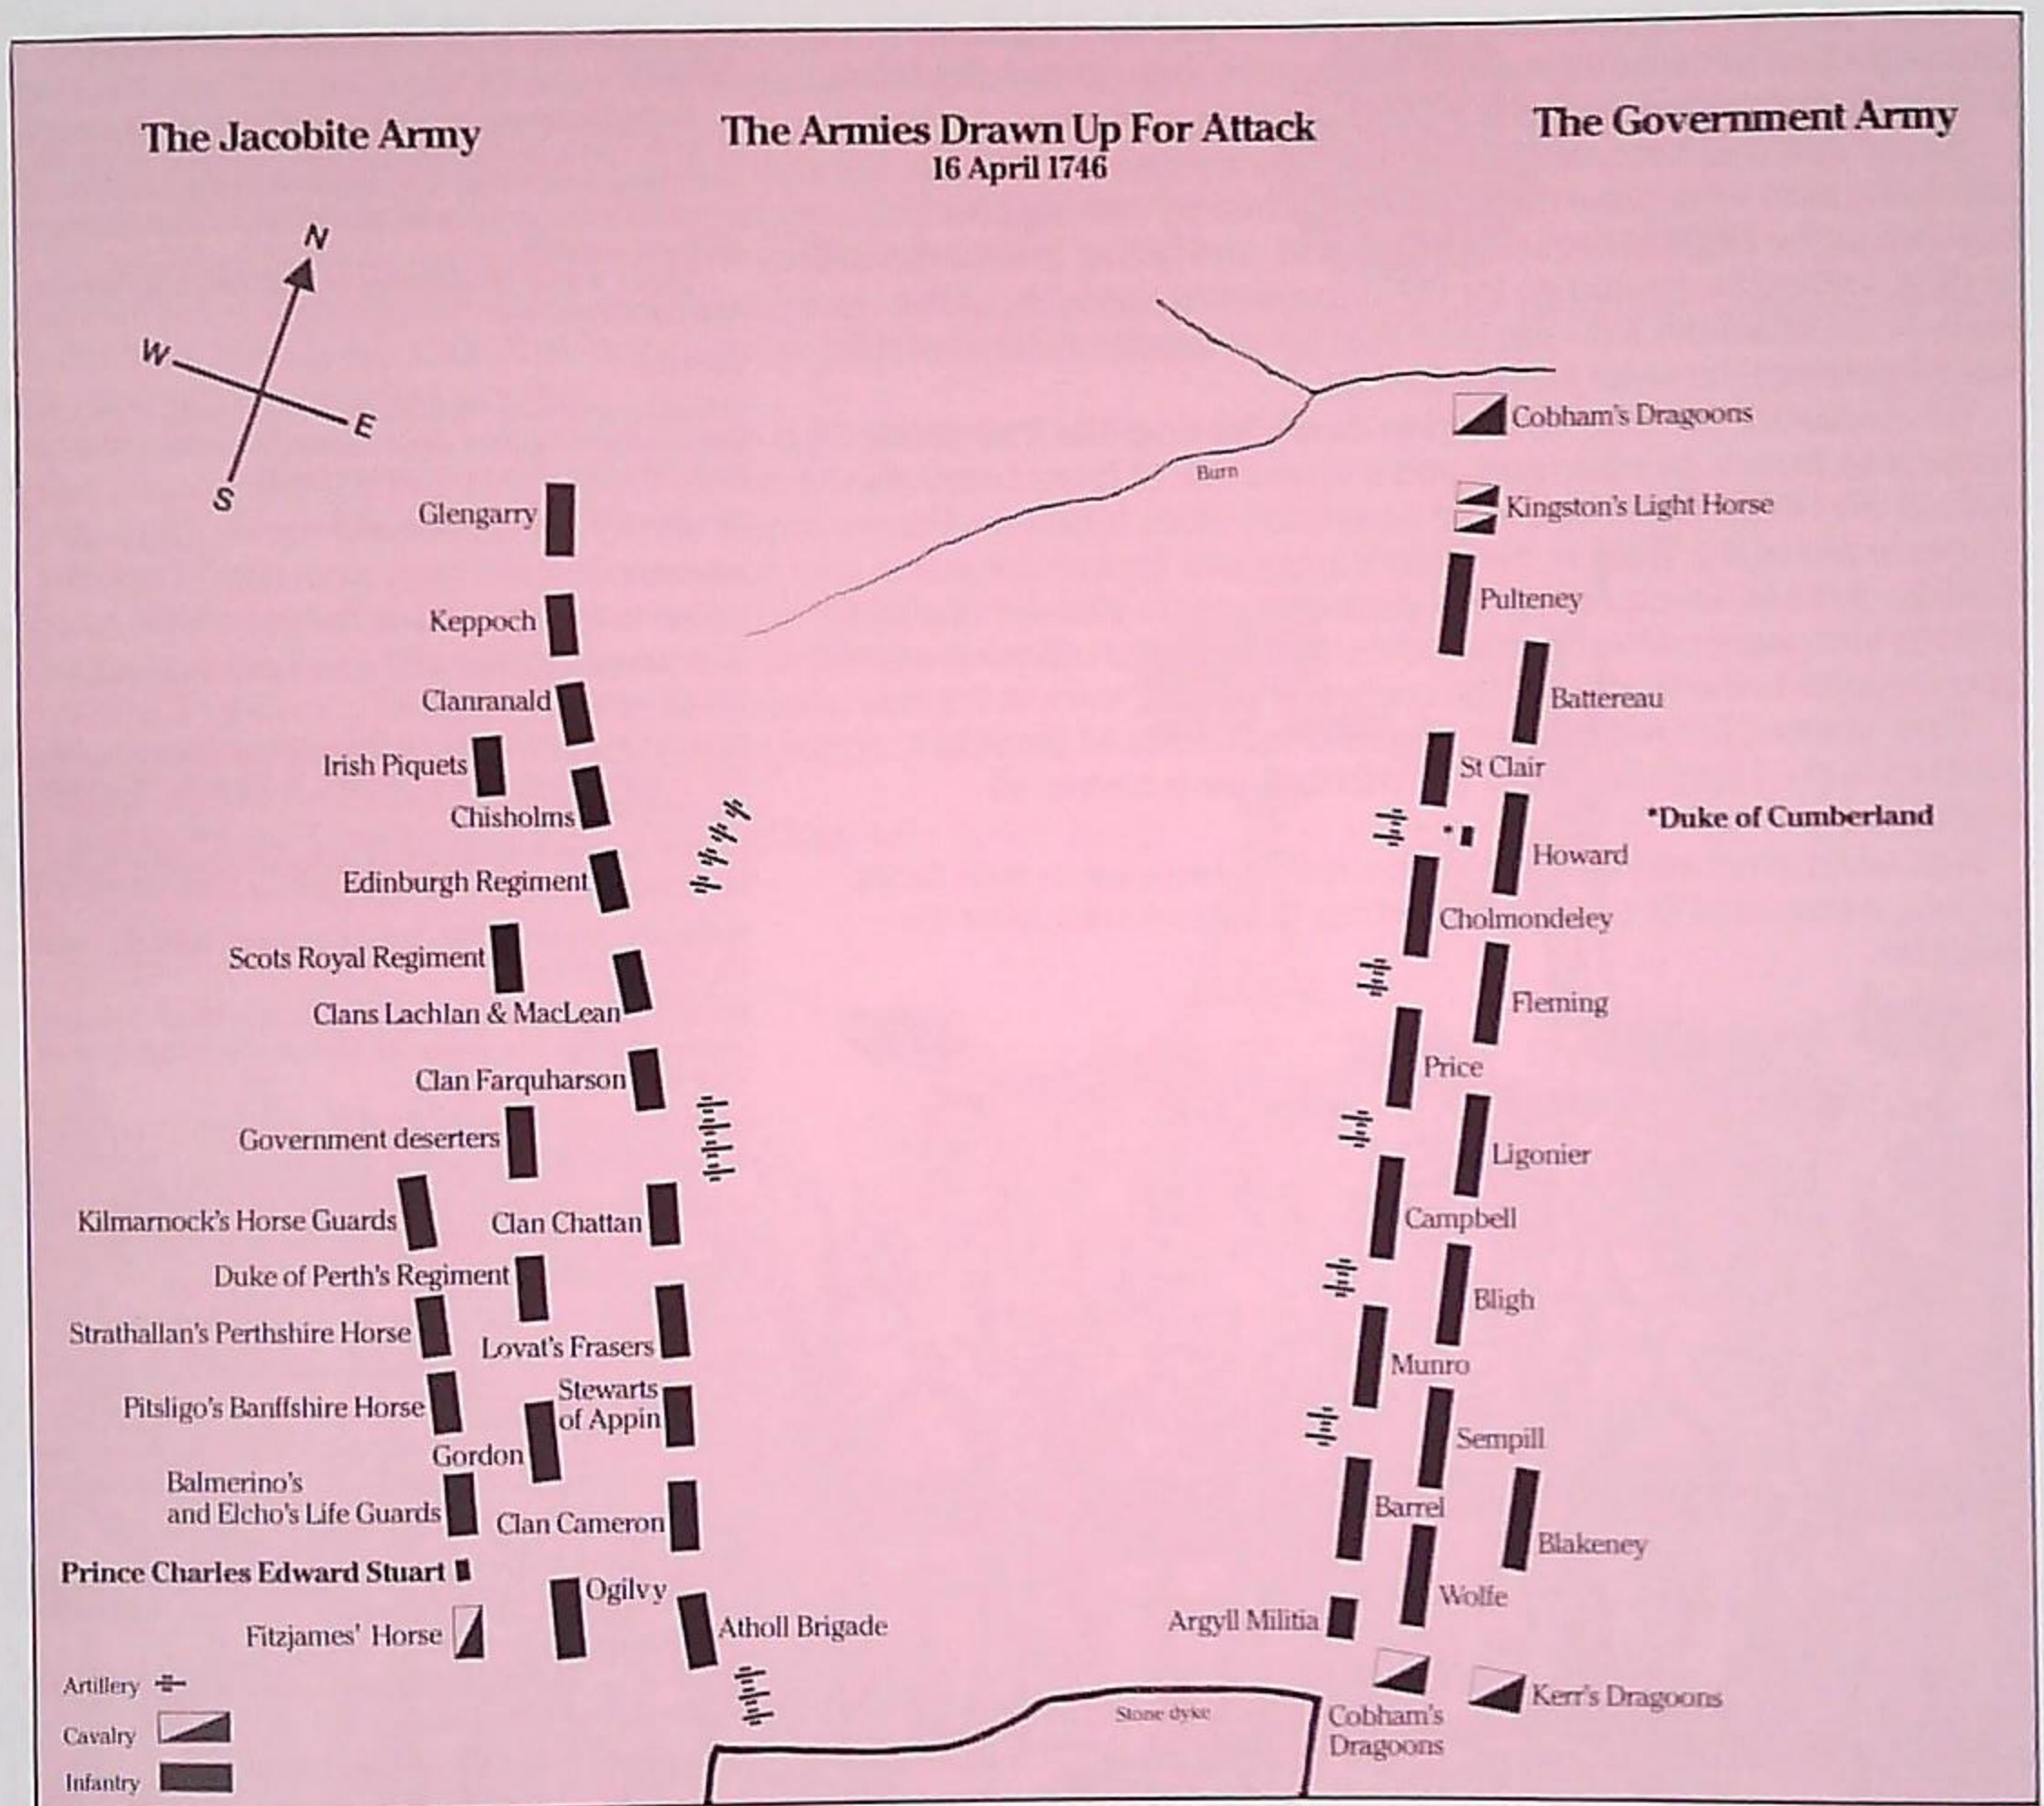 The Jacobite Army
The Armies Drawn Up For Attack
16 April 1746
The Government Army
N
W
E
S
Burn
Cobham's Dragoons
Kingston's Light Horse
Glengarry
Keppoch
Clanranald
Irish Piquets
Chisholms
Edinburgh Regiment
Scots Royal Regiment
Clans Lachlan & MacLean
Clan Farquharson
Government deserters
Kilmarnock's Horse Guards
Clan Chattan
Duke of Perth's Regiment
Strathallan's Perthshire Horse
Lovat's Frasers
Stewarts
of Appin
Pitsligo's Banffshire Horse
Gordon
Balmerino's
and Elcho's Life Guards
Clan Cameron
Prince Charles Edward Stuart
Ogilvy
Fitzjames' Horse
Atholl Brigade
Pulteney
Battereau
St Clair
*
*Duke of Cumberland
Howard
Cholmondeley
Fleming
Price
Ligonier
Campbell
Bligh
Munro
Sempill
Barrel
Blakeney
Wolfe
Argyll Militia
Kerr's Dragoons
Cobham's
Dragoons
Stone dyke
Artillery
Cavalry
Infantry